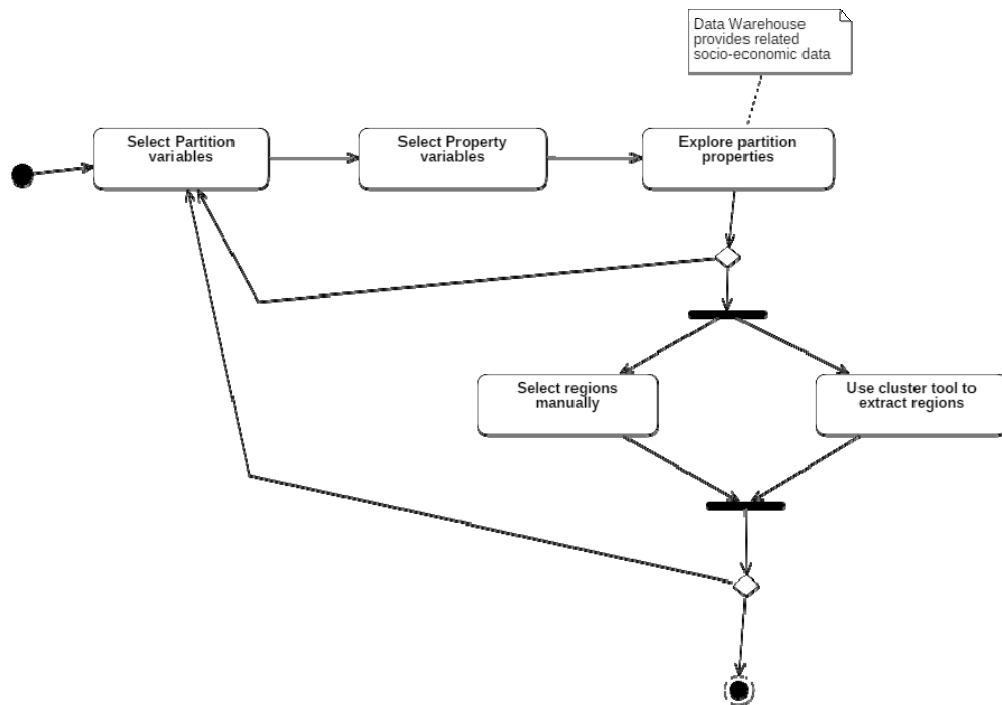 Data Warehouse
provides related
socio-economic data
Select Partition
variables
Select Property
variables
Explore partition
properties
Select regions
manually
Use cluster tool to
extract regions